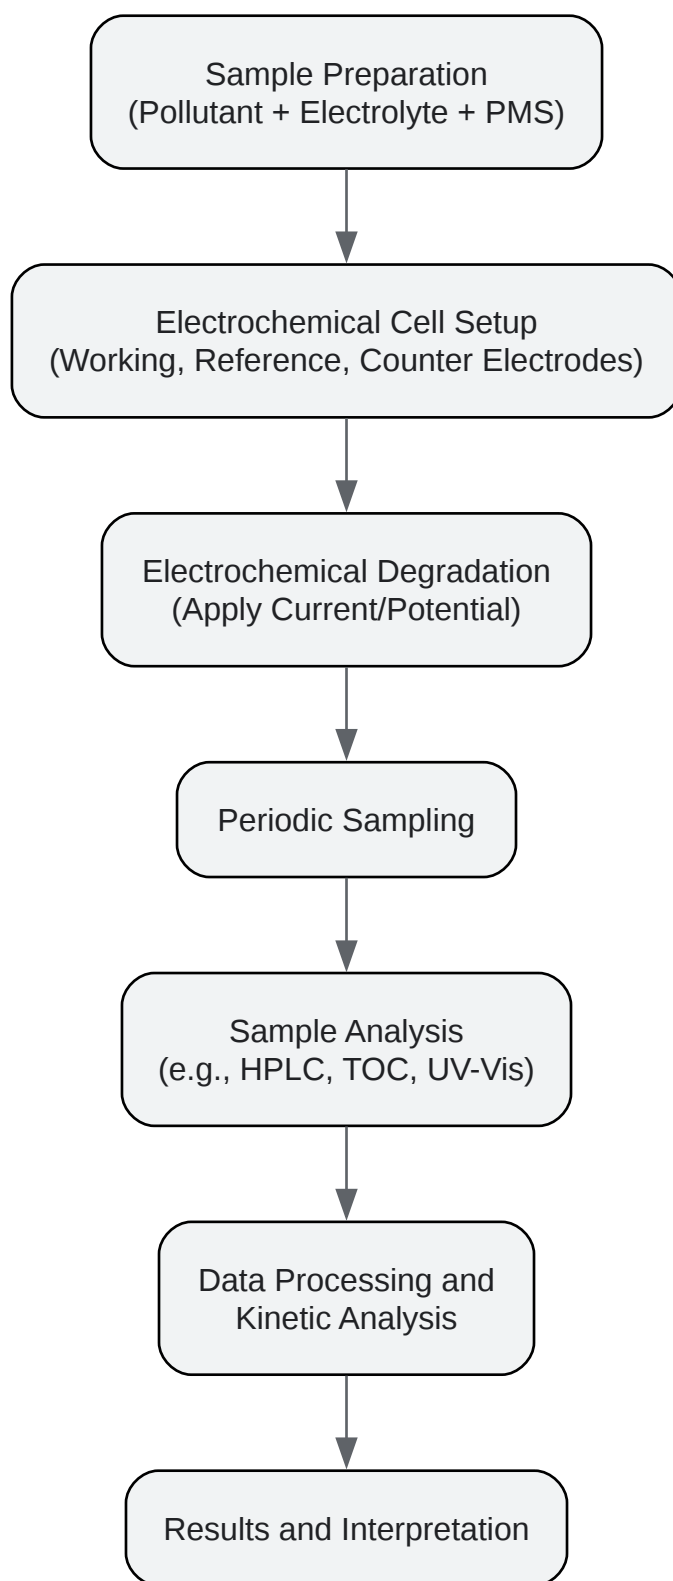 Sample Preparation
(Pollutant + Electrolyte + PMS)
Electrochemical Cell Setup
(Working, Reference, Counter Electrodes)
Electrochemical Degradation
(Apply Current/Potential)
Periodic Sampling
Sample Analysis
(e.g., HPLC, TOC, UV-Vis)
Data Processing and
Kinetic Analysis
Results and Interpretation